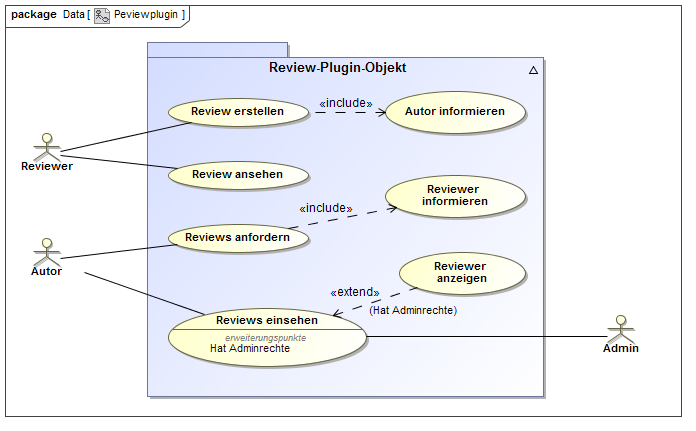 package Data [ Peviewplugin ]
Review-Plugin-Objekt
Review erstellen
«include»
Autor informieren
Reviewer
Review ansehen
Reviewer
informieren
«include»
Reviews anfordern
Autor
Reviewer
anzeigen
«extend»
(Hat Adminrechte)
Reviews einsehen
erweiterungspunkte
Hat Adminrechte
Admin